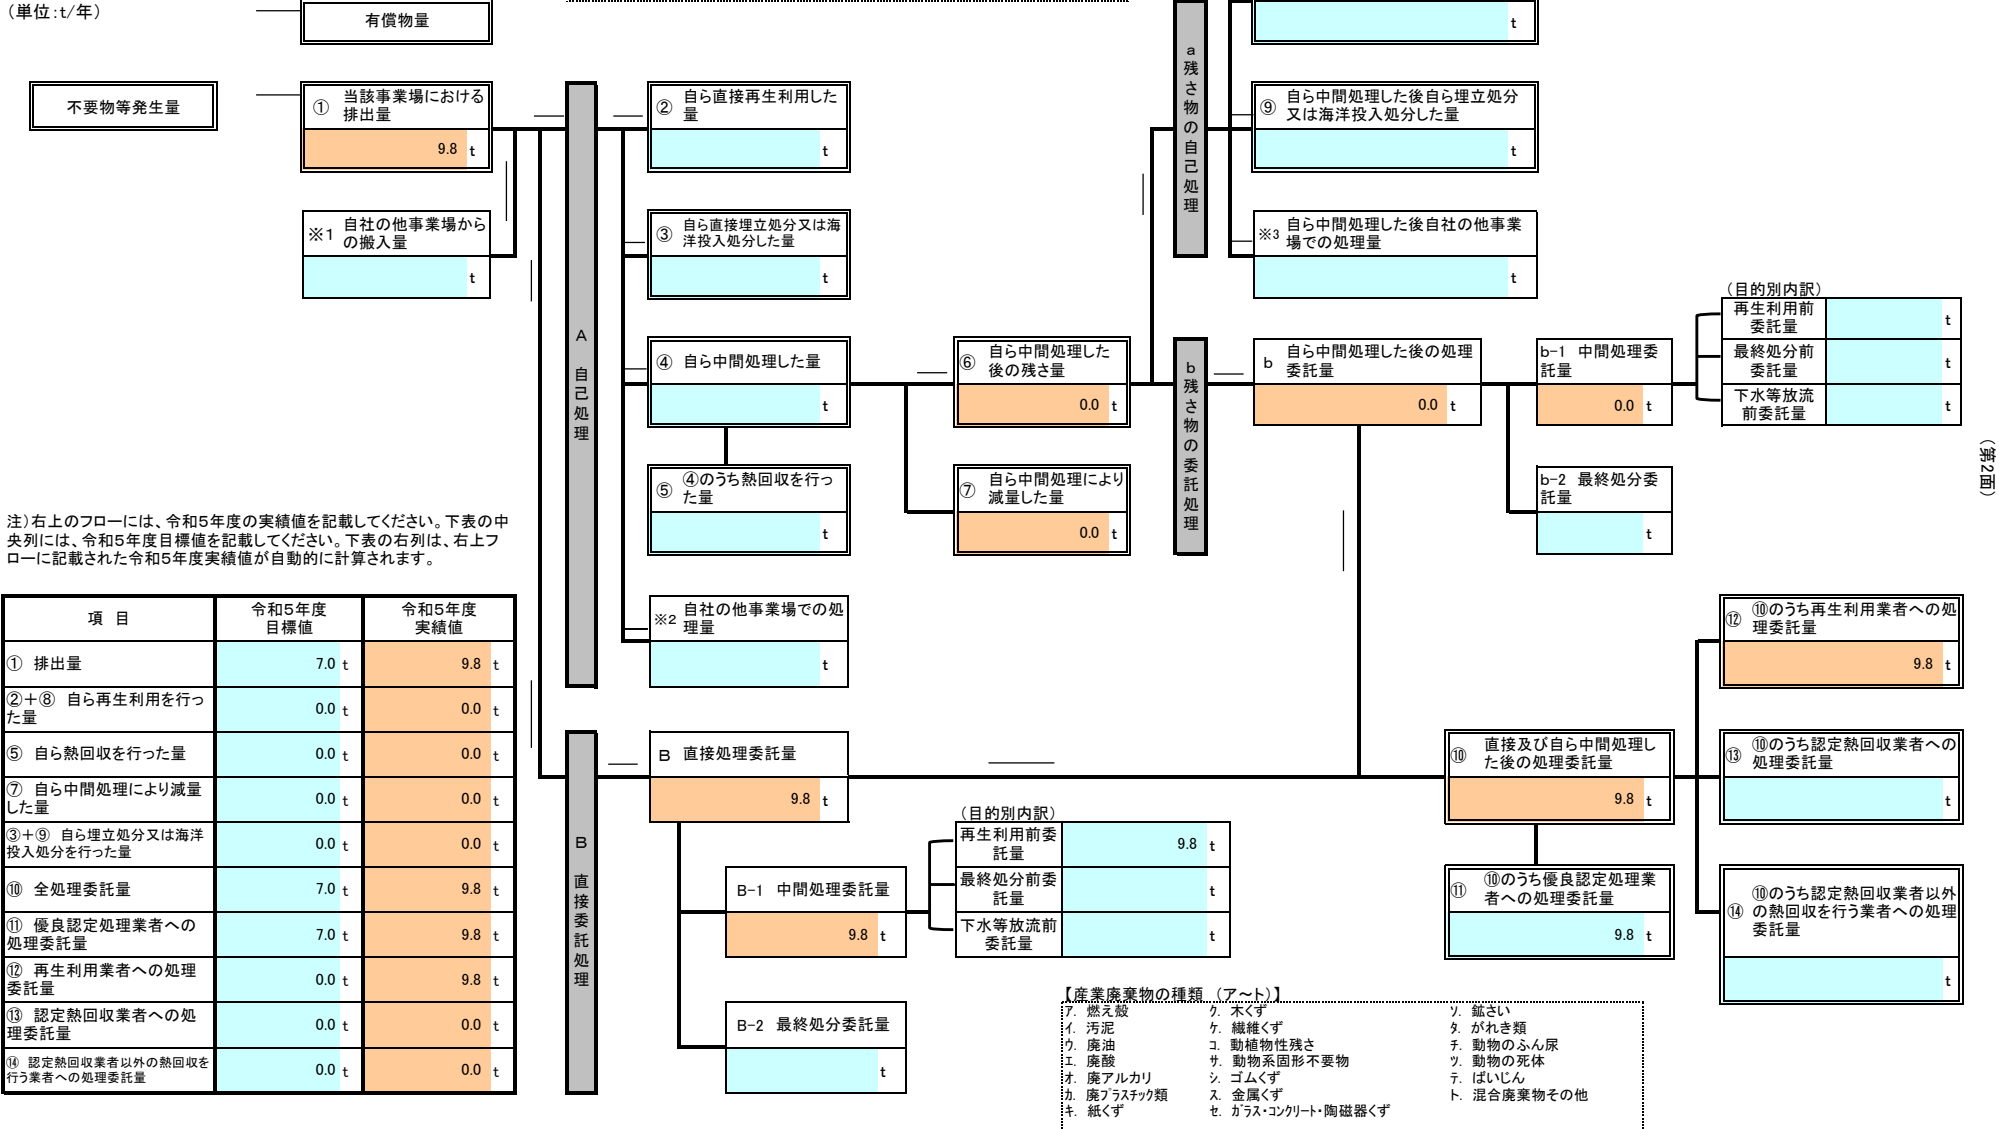 （単位：t/年）
有償物量
t
不要物等発生量
① 当該事業場における
排出量
9.8 t
② 自ら直接再生利用した
量
t
a残さ物の自己処理
⑨ 自ら中間処理した後自ら埋立処分
又は海洋投入処分した量
t
※1 自社の他事業場から
の搬入量
t
③ 自ら直接埋立処分又は海
洋投入処分した量
t
※3 自ら中間処理した後自社の他事業
場での処理量
t
A 自己処理
④ 自ら中間処理した量
t
⑥ 自ら中間処理した
後の残さ量
0.0 t
b残さ物の委託処理
b 自ら中間処理した後の処理
委託量
0.0 t
b-1 中間処理委
託量
0.0 t
（目的別内訳）
再生利用前
委託量
t
最終処分前
委託量
t
下水等放流
前委託量
t
（第2面）
⑤ ④のうち熱回収を行っ
た量
t
⑦ 自ら中間処理により
減量した量
0.0 t
b-2 最終処分委
託量
t
注）右上のフローには、令和5年度の実績値を記載してください。下表の中
央列には、令和5年度目標値を記載してください。下表の右列は、右上フ
ローに記載された令和5年度実績値が自動的に計算されます。
※2 自社の他事業場での処
理量
t
項 目
令和5年度
目標値
令和5年度
実績値
① 排出量 7.0 t 9.8 t
②＋⑧ 自ら再生利用を行っ
た量 0.0 t 0.0 t
⑤ 自ら熱回収を行った量 0.0 t 0.0 t
⑦ 自ら中間処理により減量
した量 0.0 t 0.0 t
③＋⑨ 自ら埋立処分又は海洋
投入処分を行った量 0.0 t 0.0 t
⑩ 全処理委託量 7.0 t 9.8 t
⑪ 優良認定処理業者への
処理委託量 7.0 t 9.8 t
⑫ 再生利用業者への処理
委託量 0.0 t 9.8 t
⑬ 認定熱回収業者への処
理委託量 0.0 t 0.0 t
⑭ 認定熱回収業者以外の熱回収を
行う業者への処理委託量 0.0 t 0.0 t
B 直接委託処理
B 直接処理委託量
9.8 t
B-1 中間処理委託量
9.8 t
（目的別内訳）
再生利用前委
託量
9.8 t
最終処分前委
託量
t
下水等放流前
委託量
t
B-2 最終処分委託量
t
⑩ 直接及び自ら中間処理し
た後の処理委託量
9.8 t
⑪ ⑩のうち優良認定処理業
者への処理委託量
9.8 t
⑫ ⑩のうち再生利用業者への処
理委託量
9.8 t
⑬ ⑩のうち認定熱回収業者への
処理委託量
t
⑭ ⑩のうち認定熱回収業者以外
の熱回収を行う業者への処理
委託量
t
【産業廃棄物の種類 （ア～ト）】
ｱ. 燃え殻 ｸ. 木くず ｿ. 鉱さい
ｲ. 汚泥 ｹ. 繊維くず ﾀ. がれき類
ｳ. 廃油 ｺ. 動植物性残さ ﾁ. 動物のふん尿
ｴ. 廃酸 ｻ. 動物系固形不要物 ﾂ. 動物の死体
ｵ. 廃アルカリ ｼ. ゴムくず ﾃ. ばいじん
ｶ. 廃ﾌﾟﾗｽﾁｯｸ類 ｽ. 金属くず ﾄ. 混合廃棄物その他
ｷ. 紙くず ｾ. ｶﾞﾗｽ・ｺﾝｸﾘｰﾄ・陶磁器くず